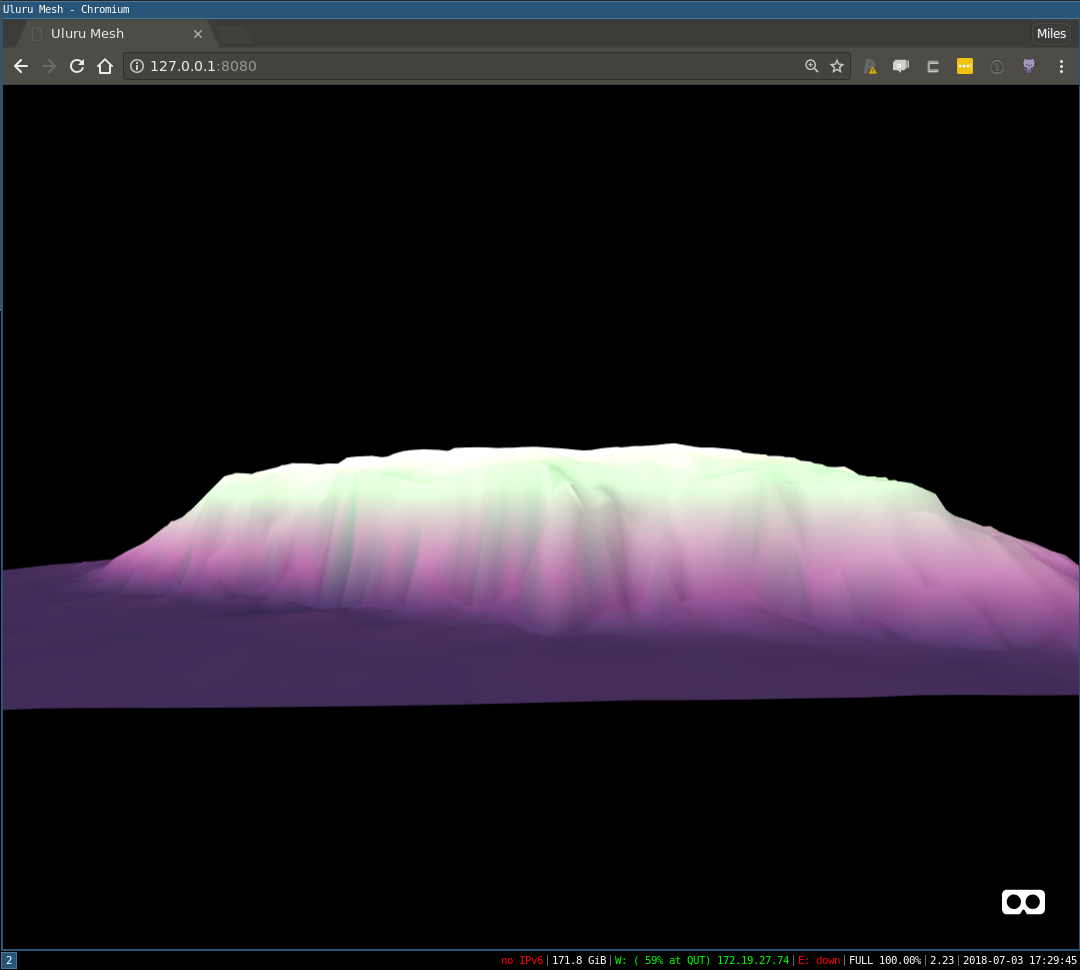 Uluru Mesh - Chromium
Uluru Mesh
Miles
127.0.0.1:8080
2
no IPv6|171.8 GiB|W: ( 59% at QUT) 172.19.27.74|E: down|FULL 100.00%|2.23|2018-07-03 17:29:45